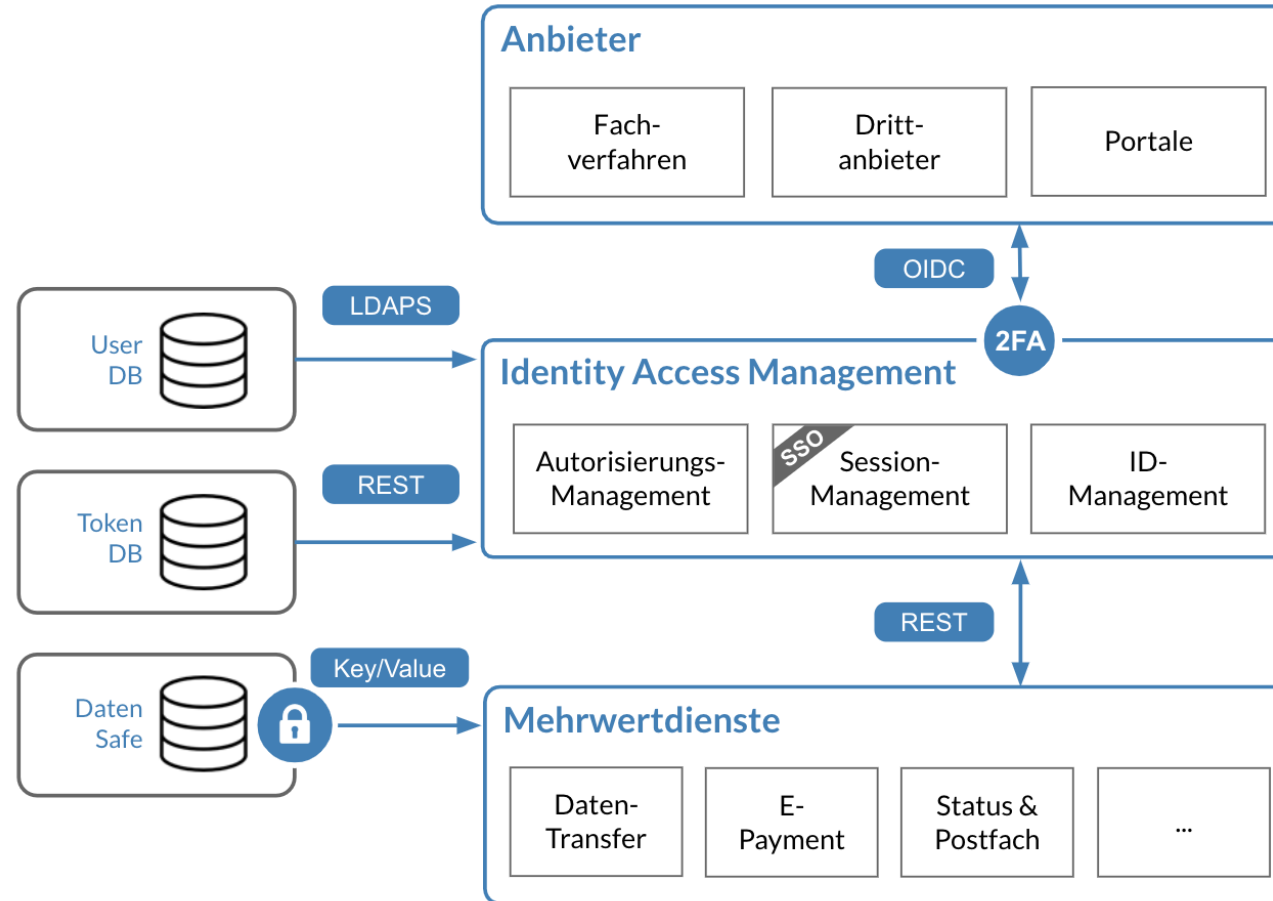 Anbieter
Fach-
verfahren
Dritt-
anbieter
Portale
OIDC
2FA
LDAPS
User
DB
Identity Access Management
Autorisierungs-
Management
SSO
Session-
Management
ID-
Management
REST
Token
DB
REST
Key/Value
Daten
Safe
Mehrwertdienste
Daten-
Transfer
E-
Payment
Status &
Postfach
...